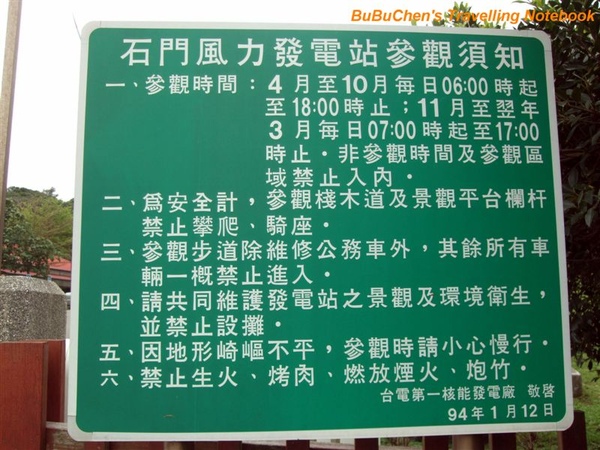 BuBuChen's Travelling Notebook
石門風力發電站參觀須知
一、參觀時間：4月至10月每日06:00時起
至18:00時止；11月至翌年
3月每日07:00時起至17:00
時止。非參觀時間及參觀區
域禁止入內。
二、為安全計，參觀棧木道及景觀平台欄杆
禁止攀爬、騎座。
三、參觀步道除維修公務車外，其餘所有車
輛一概禁止進入。
四、請共同維護發電站之景觀及環境衛生，
並禁止設攤。
五、因地形崎嶇不平，參觀時請小心慢行。
六、禁止生火、烤肉、燃放煙火、炮竹。
台電第一核能發電廠 敬啓
94年1月12日